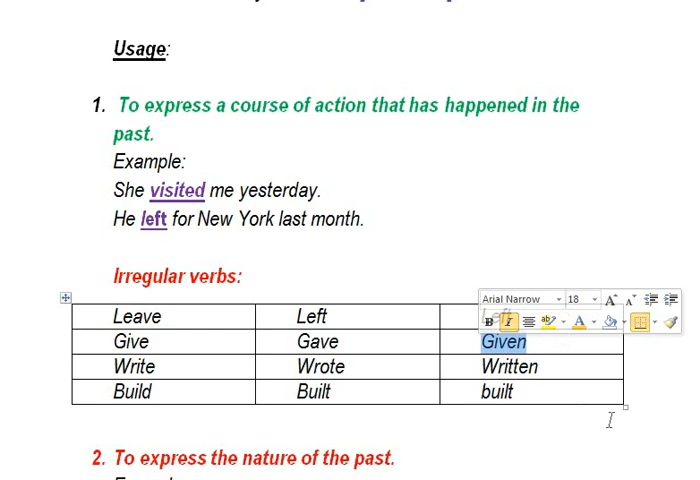 Usage:
1. To express a course of action that has happened in the
past.
Example:
She visited me yesterday.
He left for New York last month.
Irregular verbs:
Arial Narrow 18
Leave Left Left
Give Gave Given
Write Wrote Written
Build Built built
2. To express the nature of the past.